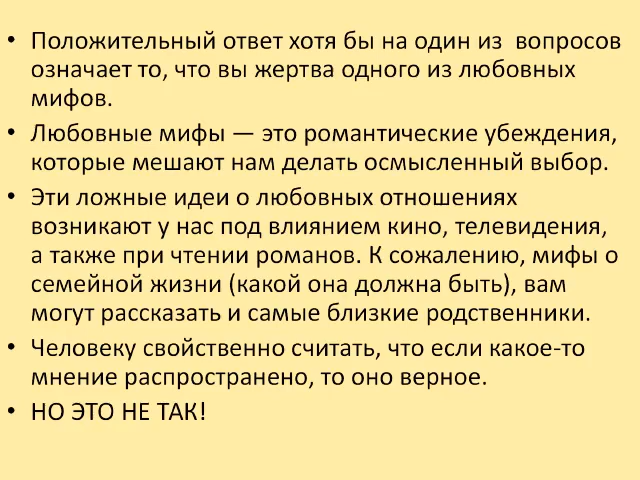 • Положительный ответ хотя бы на один из вопросов
означает то, что вы жертва одного из любовных
мифов.
• Любовные мифы — это романтические убеждения,
которые мешают нам делать осмысленный выбор.
• Эти ложные идеи о любовных отношениях
возникают у нас под влиянием кино, телевидения,
а также при чтении романов. К сожалению, мифы о
семейной жизни (какой она должна быть), вам
могут рассказать и самые близкие родственники.
• Человеку свойственно считать, что если какое-то
мнение распространено, то оно верное.
• НО ЭТО НЕ ТАК!